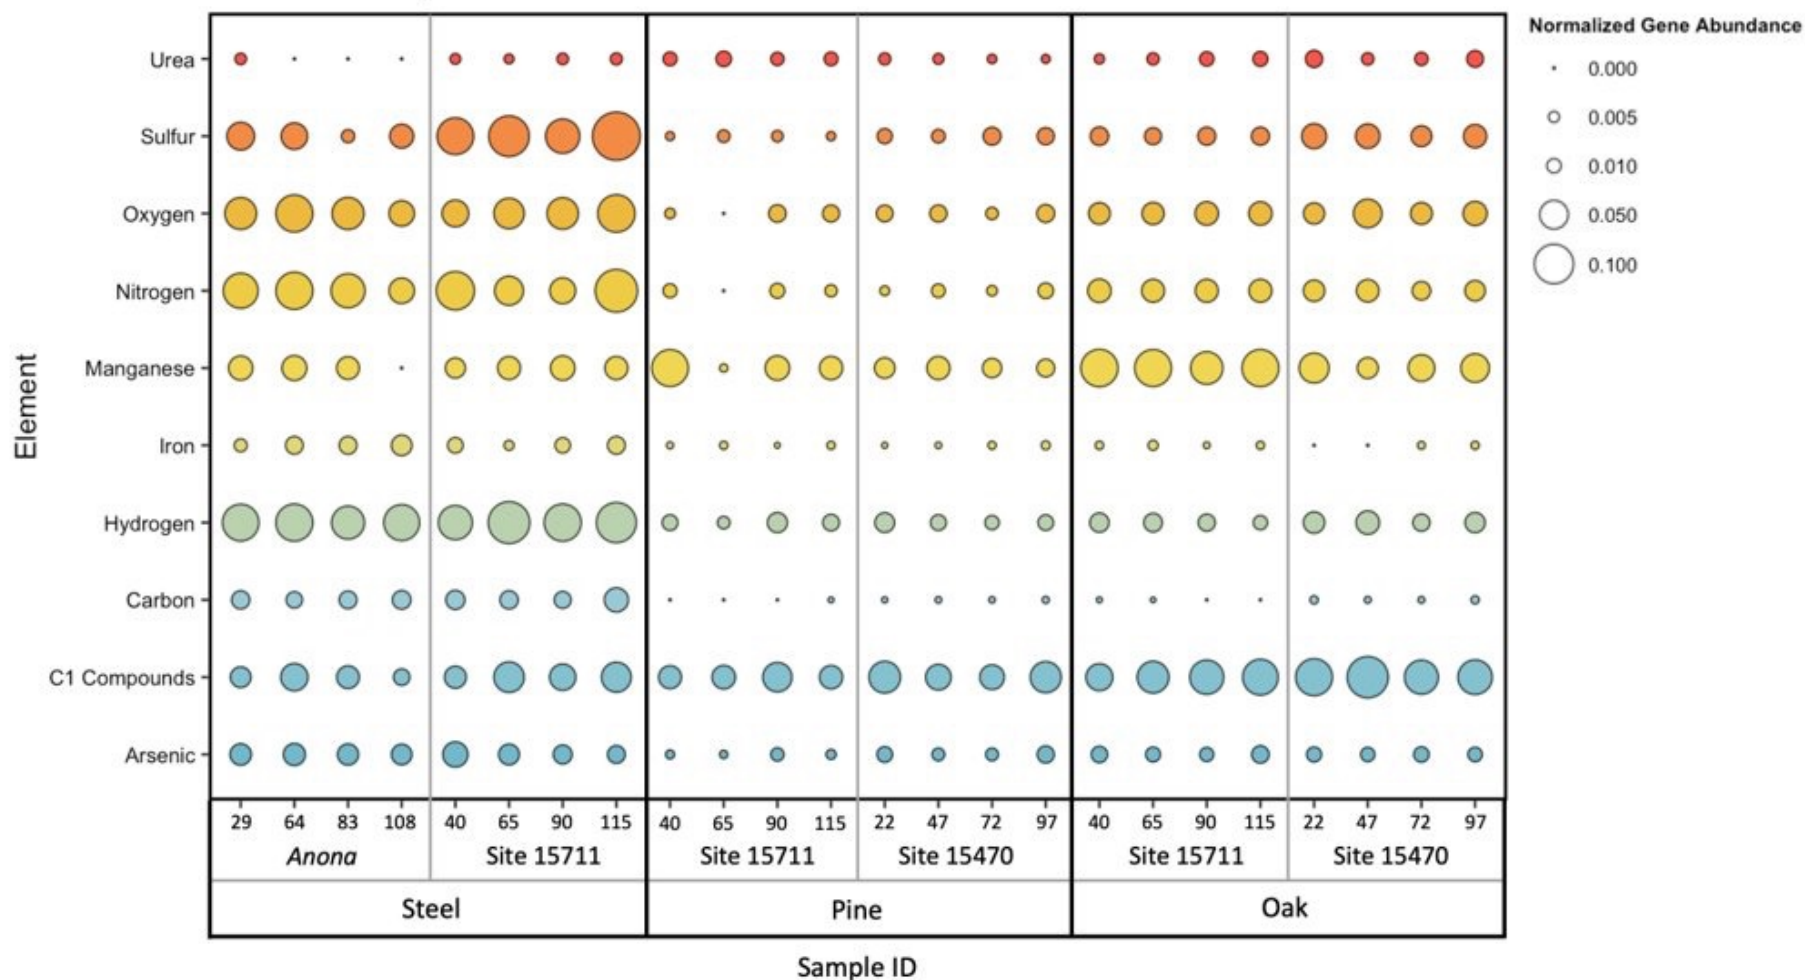 Normalized Gene Abundance
0.000
0.005
0.010
0.050
0.100
Element
Urea
Sulfur
Oxygen
Nitrogen
Manganese
Iron
Hydrogen
Carbon
C1 Compounds
Arsenic
29 64 83 108 40 65 90 115 40 65 90 115 22 47 72 97 40 65 90 115 22 47 72 97
Anona Site 15711 Site 15711 Site 15470 Site 15711 Site 15470
Steel Pine Oak
Sample ID